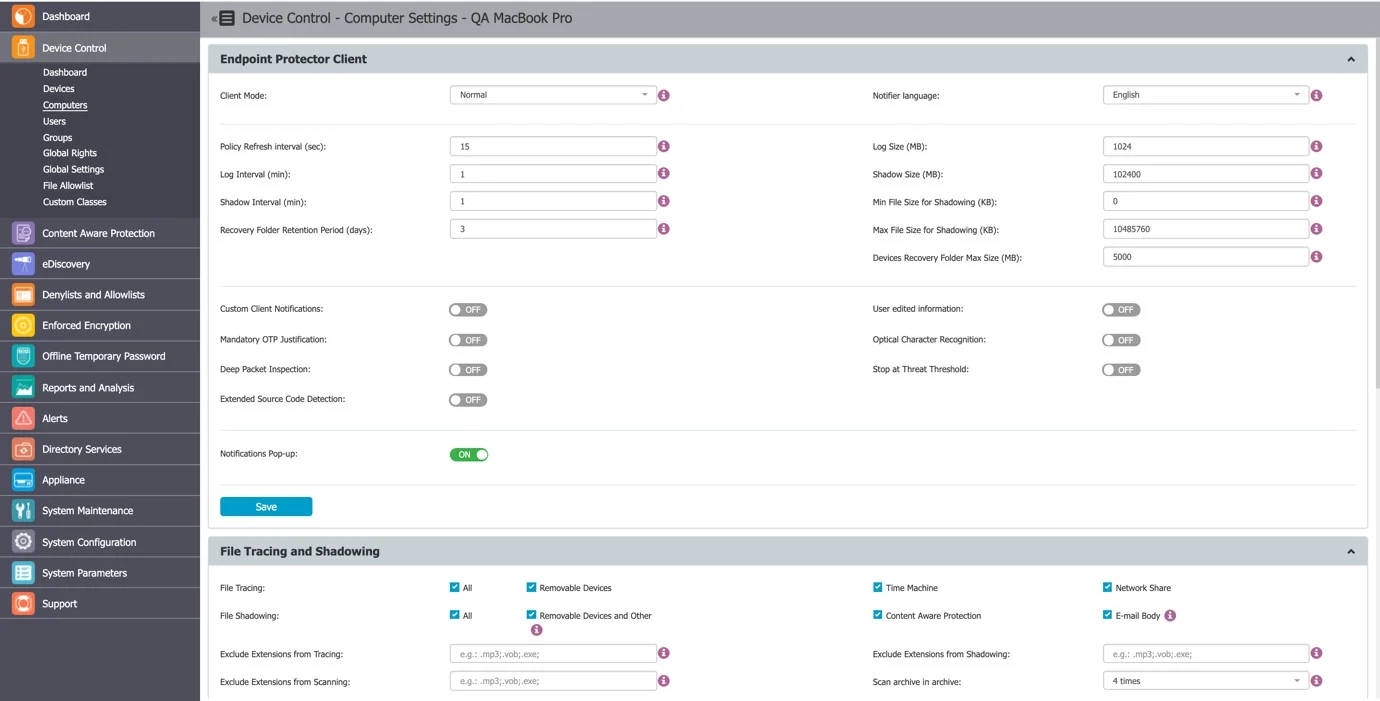 Dashboard
Device Control
Dashboard
Devices
Computers
Users
Groups
Global Rights
Global Settings
File Allowlist
Custom Classes
Content Aware Protection
eDiscovery
Denylists and Allowlists
Enforced Encryption
Offline Temporary Password
Reports and Analysis
Alerts
Directory Services
Appliance
System Maintenance
System Configuration
System Parameters
Support
Device Control - Computer Settings - QA MacBook Pro
Endpoint Protector Client
Client Mode: Normal Notifier language: English
Policy Refresh interval (sec): 15 Log Size (MB): 1024
Log Interval (min): 1 Shadow Size (MB): 102400
Shadow Interval (min): 1 Min File Size for Shadowing (KB): 0
Recovery Folder Retention Period (days): 3 Max File Size for Shadowing (KB): 10485760
Devices Recovery Folder Max Size (MB): 5000
Custom Client Notifications: OFF User edited information: OFF
Mandatory OTP Justification: OFF Optical Character Recognition: OFF
Deep Packet Inspection: OFF Stop at Threat Threshold: OFF
Extended Source Code Detection: OFF
Notifications Pop-up: ON
Save
File Tracing and Shadowing
File Tracing: All Removable Devices Time Machine Network Share
File Shadowing: All Removable Devices and Other Content Aware Protection E-mail Body
Exclude Extensions from Tracing: e.g.: .mp3;.vob;.exe; Exclude Extensions from Shadowing: e.g.: .mp3;.vob;.exe;
Exclude Extensions from Scanning: e.g.: .mp3;.vob;.exe; Scan archive in archive: 4 times